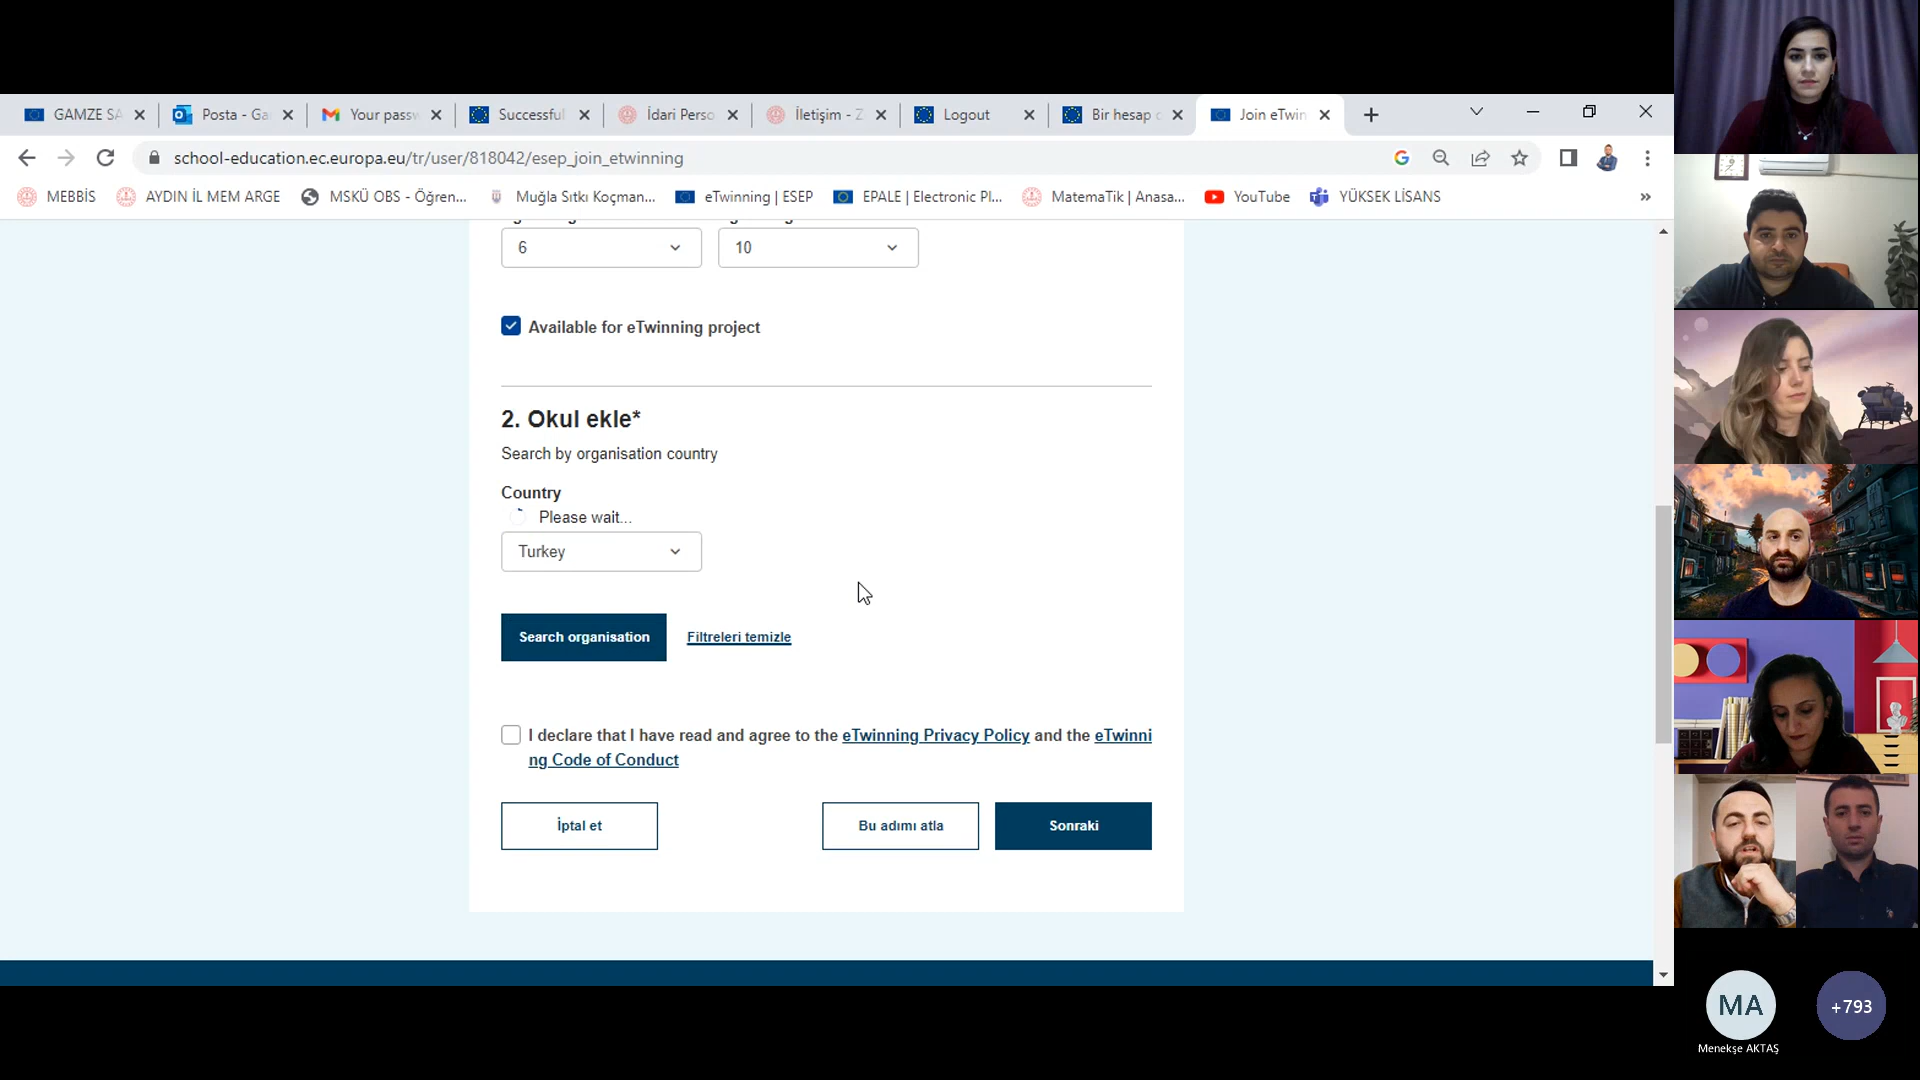 GAMZE SA
Posta - Ga
Your passw
Successful
İdari Perso
İletişim - Z
Logout
Bir hesap o
Join eTwin
school-education.ec.europa.eu/tr/user/818042/esep_join_etwinning
MEBBİS
AYDIN İL MEM ARGE
MSKÜ OBS - Öğren...
Muğla Sıtkı Koçman...
eTwinning | ESEP
EPALE | Electronic Pl...
MatemaTik | Anasa...
YouTube
YÜKSEK LİSANS
»
6
10
Available for eTwinning project
2. Okul ekle*
Search by organisation country
Country
Please wait...
Turkey
Search organisation
Filtreleri temizle
I declare that I have read and agree to the eTwinning Privacy Policy and the eTwinni
ng Code of Conduct
İptal et
Bu adımı atla
Sonraki
MA
+793
Menekşe AKTAŞ